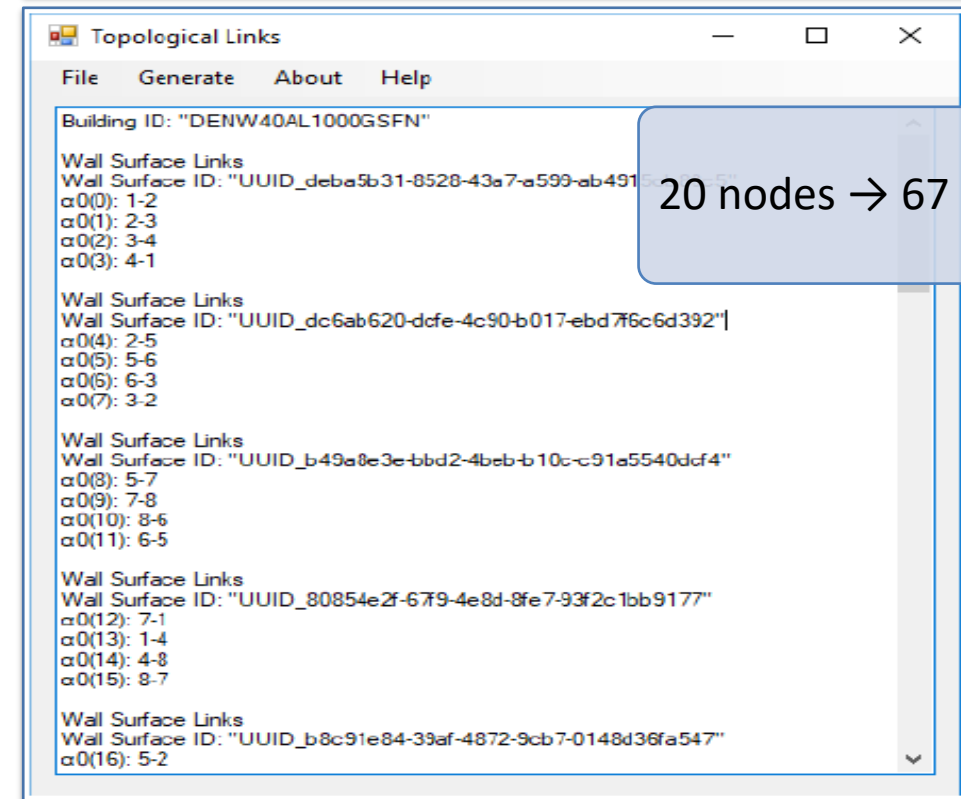 Topological Links
File Generate About Help
Building ID: "DENW40AL1000GSFN"
Wall Surface Links
Wall Surface ID: "UUID_deba5b31-8528-43a7-a599-ab4915
20 nodes → 67
α0(0): 1-2
α0(1): 2-3
α0(2): 3-4
α0(3): 4-1
Wall Surface Links
Wall Surface ID: "UUID_dc6ab620-dcfe-4c90-b017-ebd7f6c6d392"
α0(4): 2-5
α0(5): 5-6
α0(6): 6-3
α0(7): 3-2
Wall Surface Links
Wall Surface ID: "UUID_b49a8e3e-bbd2-4beb-b10c-c91a5540dcf4"
α0(8): 5-7
α0(9): 7-8
α0(10): 8-6
α0(11): 6-5
Wall Surface Links
Wall Surface ID: "UUID_80854e2f-67f9-4e8d-8fe7-93f2c1bb9177"
α0(12): 7-1
α0(13): 1-4
α0(14): 4-8
α0(15): 8-7
Wall Surface Links
Wall Surface ID: "UUID_b8c91e84-39af-4872-9cb7-0148d36fa547"
α0(16): 5-2